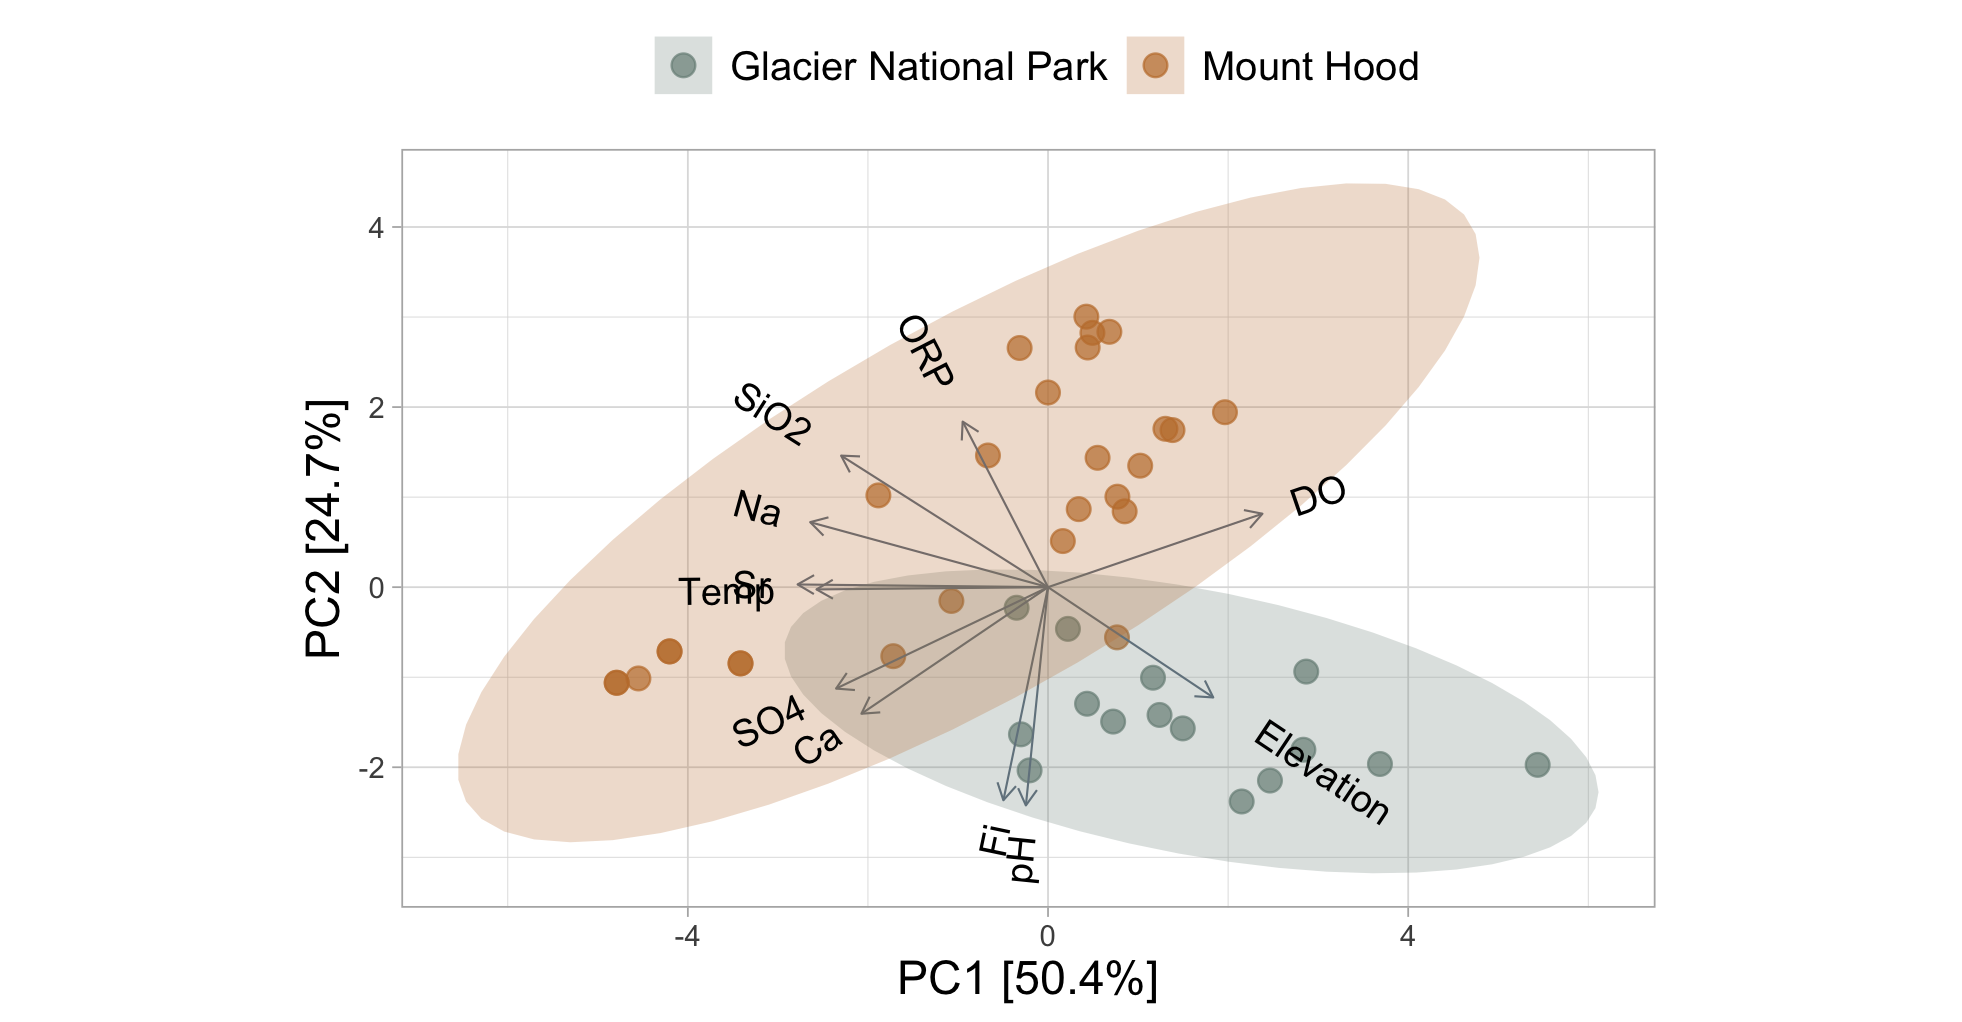 Glacier National Park
Mount Hood
PC2 [24.7%]
4
2
0
-2
ORP
SiO2
Na
DO
Sr
Temp
SO4
Ca
Elevation
Fi
pH
-4
0
4
PC1 [50.4%]